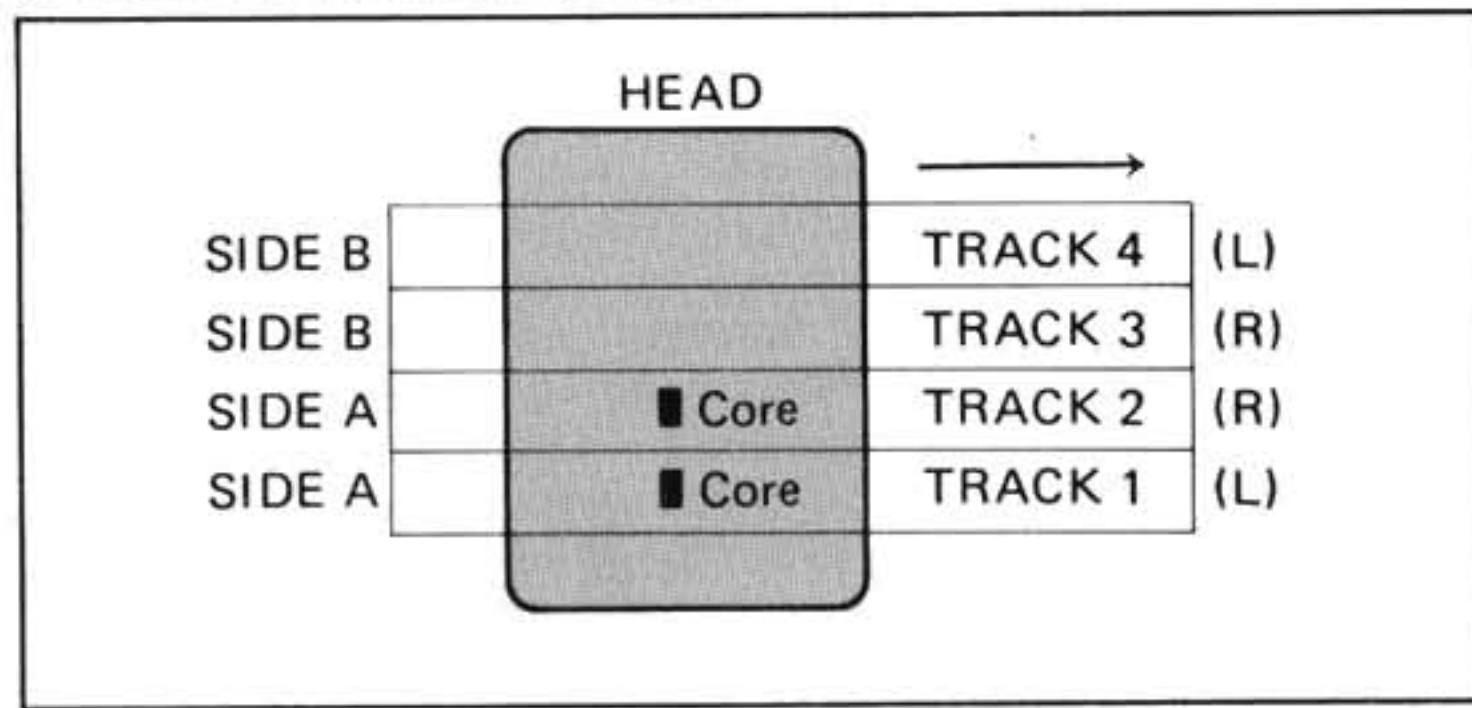 HEAD
SIDE B TRACK 4 (L)
SIDE B TRACK 3 (R)
SIDE A Core TRACK 2 (R)
SIDE A Core TRACK 1 (L)